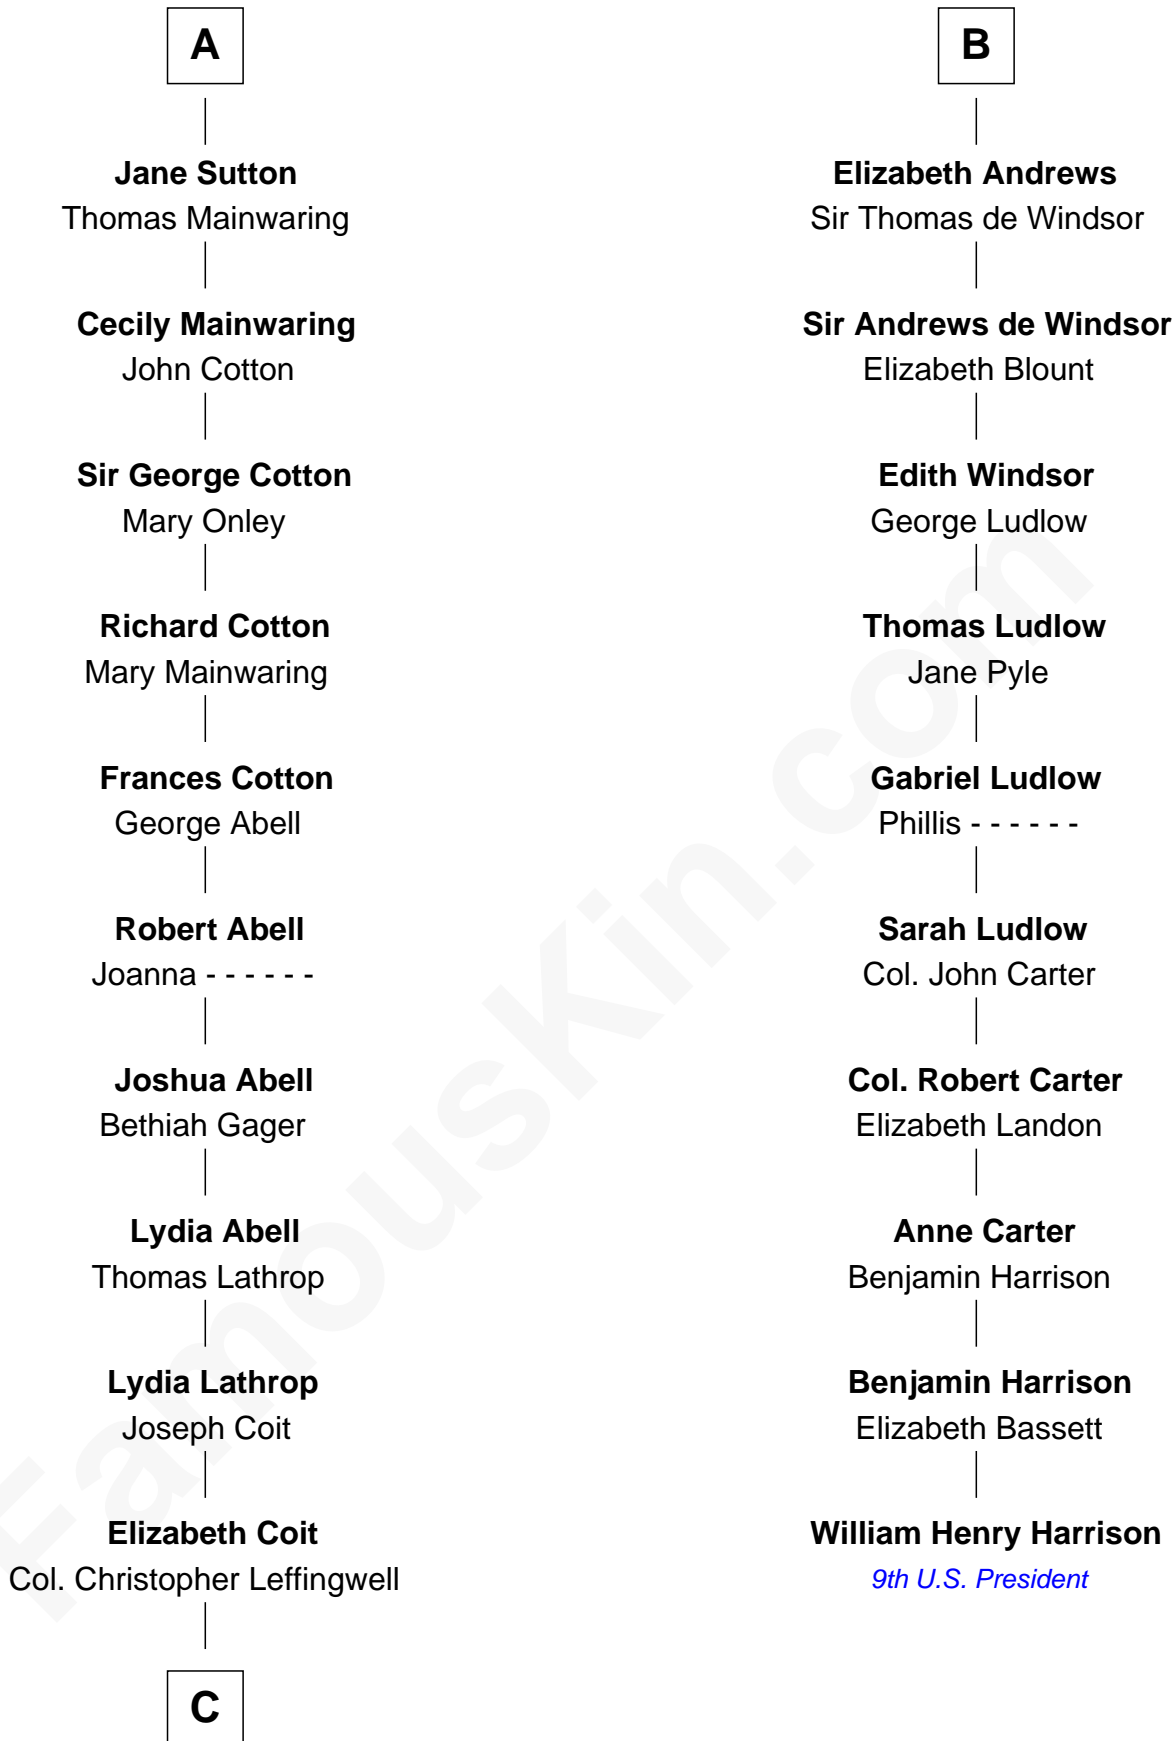 A
Jane Sutton
Thomas Mainwaring
Cecily Mainwaring
John Cotton
Sir George Cotton
Mary Onley
Richard Cotton
Mary Mainwaring
Frances Cotton
George Abell
Robert Abell
Joanna - - - - - -
Joshua Abell
Bethiah Gager
Lydia Abell
Thomas Lathrop
Lydia Lathrop
Joseph Coit
Elizabeth Coit
Col. Christopher Leffingwell
C
B
Elizabeth Andrews
Sir Thomas de Windsor
Sir Andrews de Windsor
Elizabeth Blount
Edith Windsor
George Ludlow
Thomas Ludlow
Jane Pyle
Gabriel Ludlow
Phillis - - - - - -
Sarah Ludlow
Col. John Carter
Col. Robert Carter
Elizabeth Landon
Anne Carter
Benjamin Harrison
Benjamin Harrison
Elizabeth Bassett
William Henry Harrison
9th U.S. President
FamousKin.com